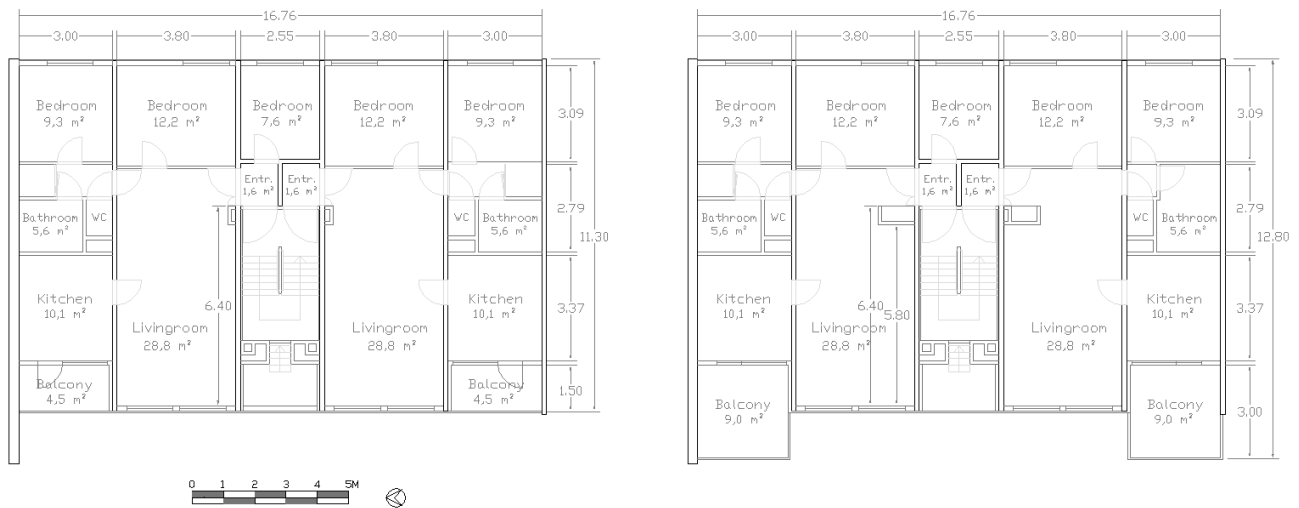 16.76
3.00 3.80 2.55 3.80 3.00
Bedroom
9,3 m²
Bedroom
12,2 m²
Bedroom
7,6 m²
Bedroom
12,2 m²
Bedroom
9,3 m²
3.09
Entr.
1,6 m²
Entr.
1,6 m²
Bathroom
5,6 m²
WC
WC
Bathroom
5,6 m²
2.79
11.30
Kitchen
10,1 m²
6.40
Livingroom
28,8 m²
Livingroom
28,8 m²
Kitchen
10,1 m²
3.37
Balcony
4,5 m²
Balcony
4,5 m²
1.50
0 1 2 3 4 5M
16.76
3.00 3.80 2.55 3.80 3.00
Bedroom
9,3 m²
Bedroom
12,2 m²
Bedroom
7,6 m²
Bedroom
12,2 m²
Bedroom
9,3 m²
3.09
Entr.
1,6 m²
Entr.
1,6 m²
Bathroom
5,6 m²
WC
WC
Bathroom
5,6 m²
2.79
12.80
Kitchen
10,1 m²
6.40
5.80
Livingroom
28,8 m²
Livingroom
28,8 m²
Kitchen
10,1 m²
3.37
Balcony
9,0 m²
Balcony
9,0 m²
3.00